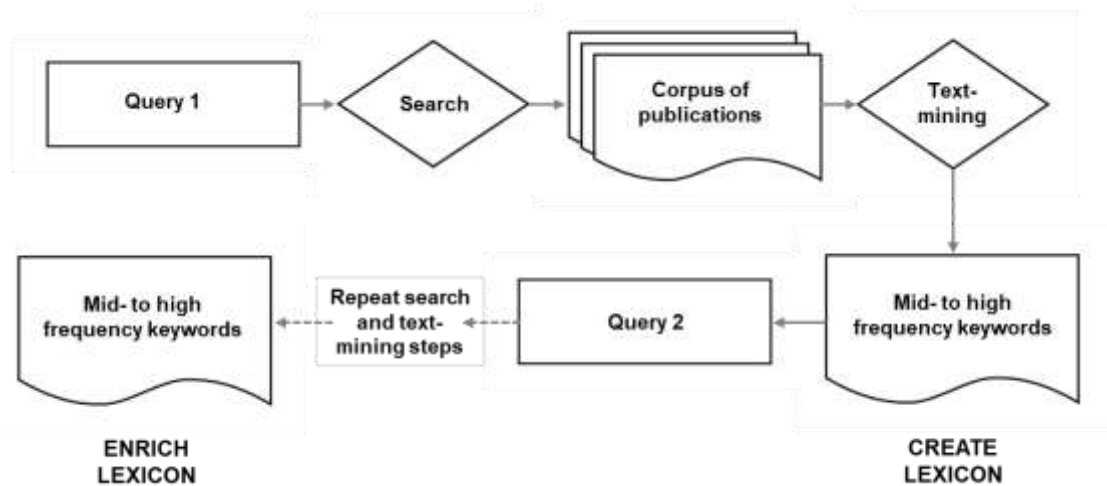 Query 1
Search
Corpus of
publications
Text-
mining
Mid- to high
frequency keywords
Repeat search
and text-
mining steps
Query 2
Mid- to high
frequency keywords
ENRICH
LEXICON
CREATE
LEXICON